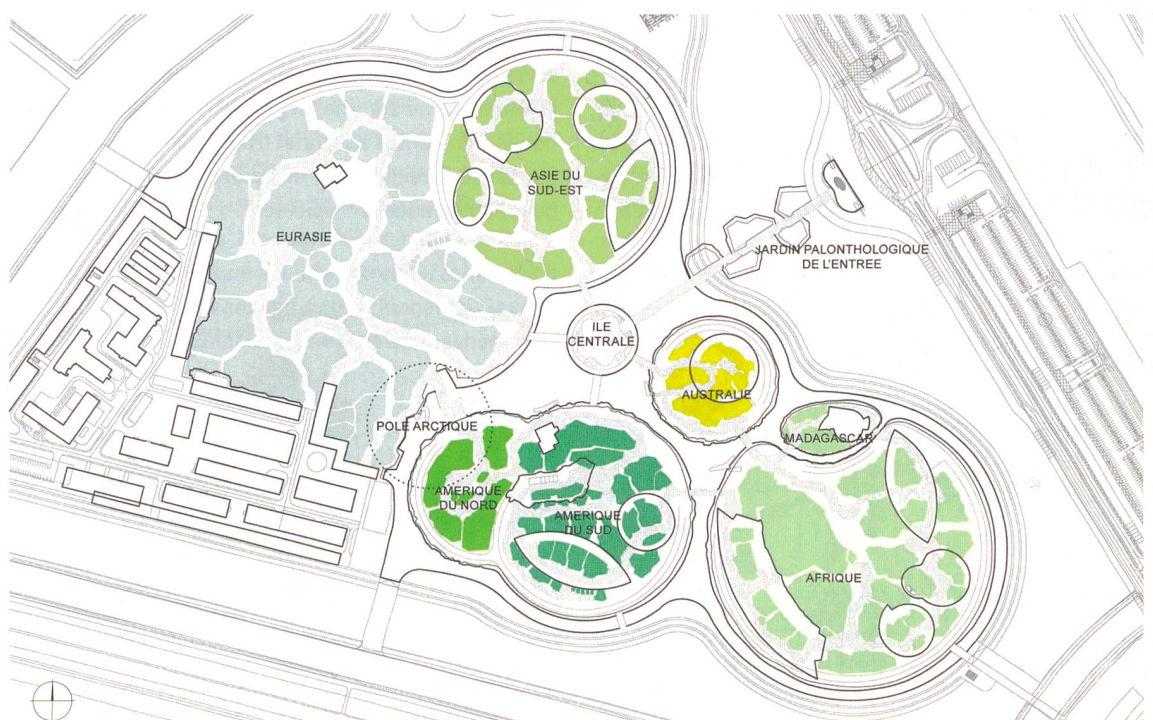 ASIE DU
SUD-EST
EURASIE
JARDIN PALONTHOLOGIQUE
DE L'ENTREE
ILE
CENTRALE
AUSTRALIE
POLE ARCTIQUE
MADAGASCAR
AMERIQUE
DU NORD
AMERIQUE
DU SUD
AFRIQUE